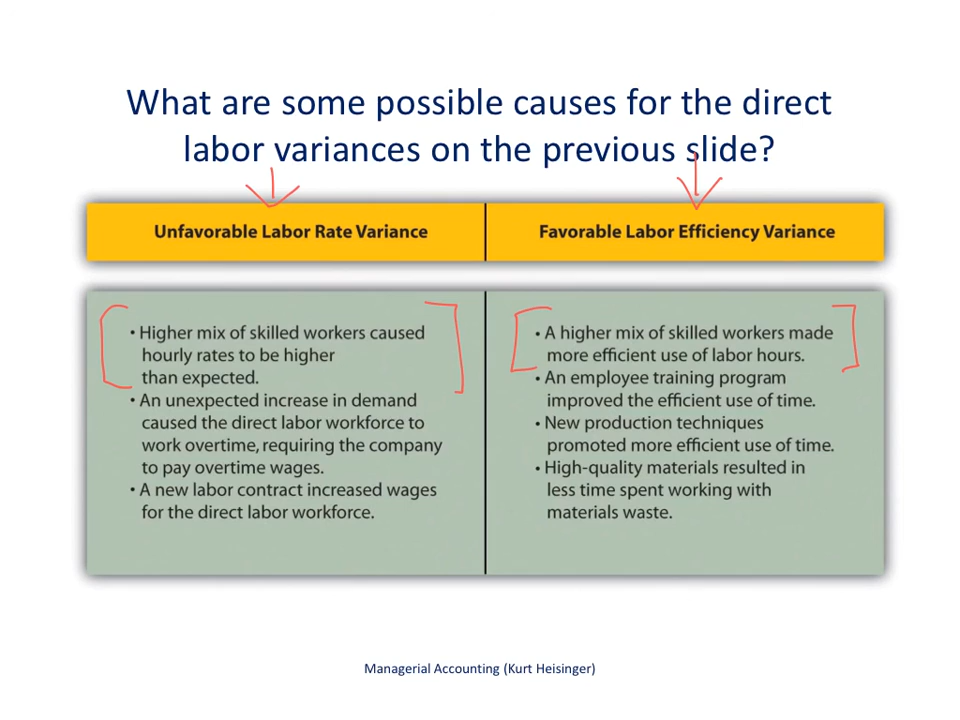 What are some possible causes for the direct
labor variances on the previous slide?
Unfavorable Labor Rate Variance
Favorable Labor Efficiency Variance
• Higher mix of skilled workers caused
hourly rates to be higher
than expected.
• An unexpected increase in demand
caused the direct labor workforce to
work overtime, requiring the company
to pay overtime wages.
• A new labor contract increased wages
for the direct labor workforce.
• A higher mix of skilled workers made
more efficient use of labor hours.
• An employee training program
improved the efficient use of time.
• New production techniques
promoted more efficient use of time.
• High-quality materials resulted in
less time spent working with
materials waste.
Managerial Accounting (Kurt Heisinger)